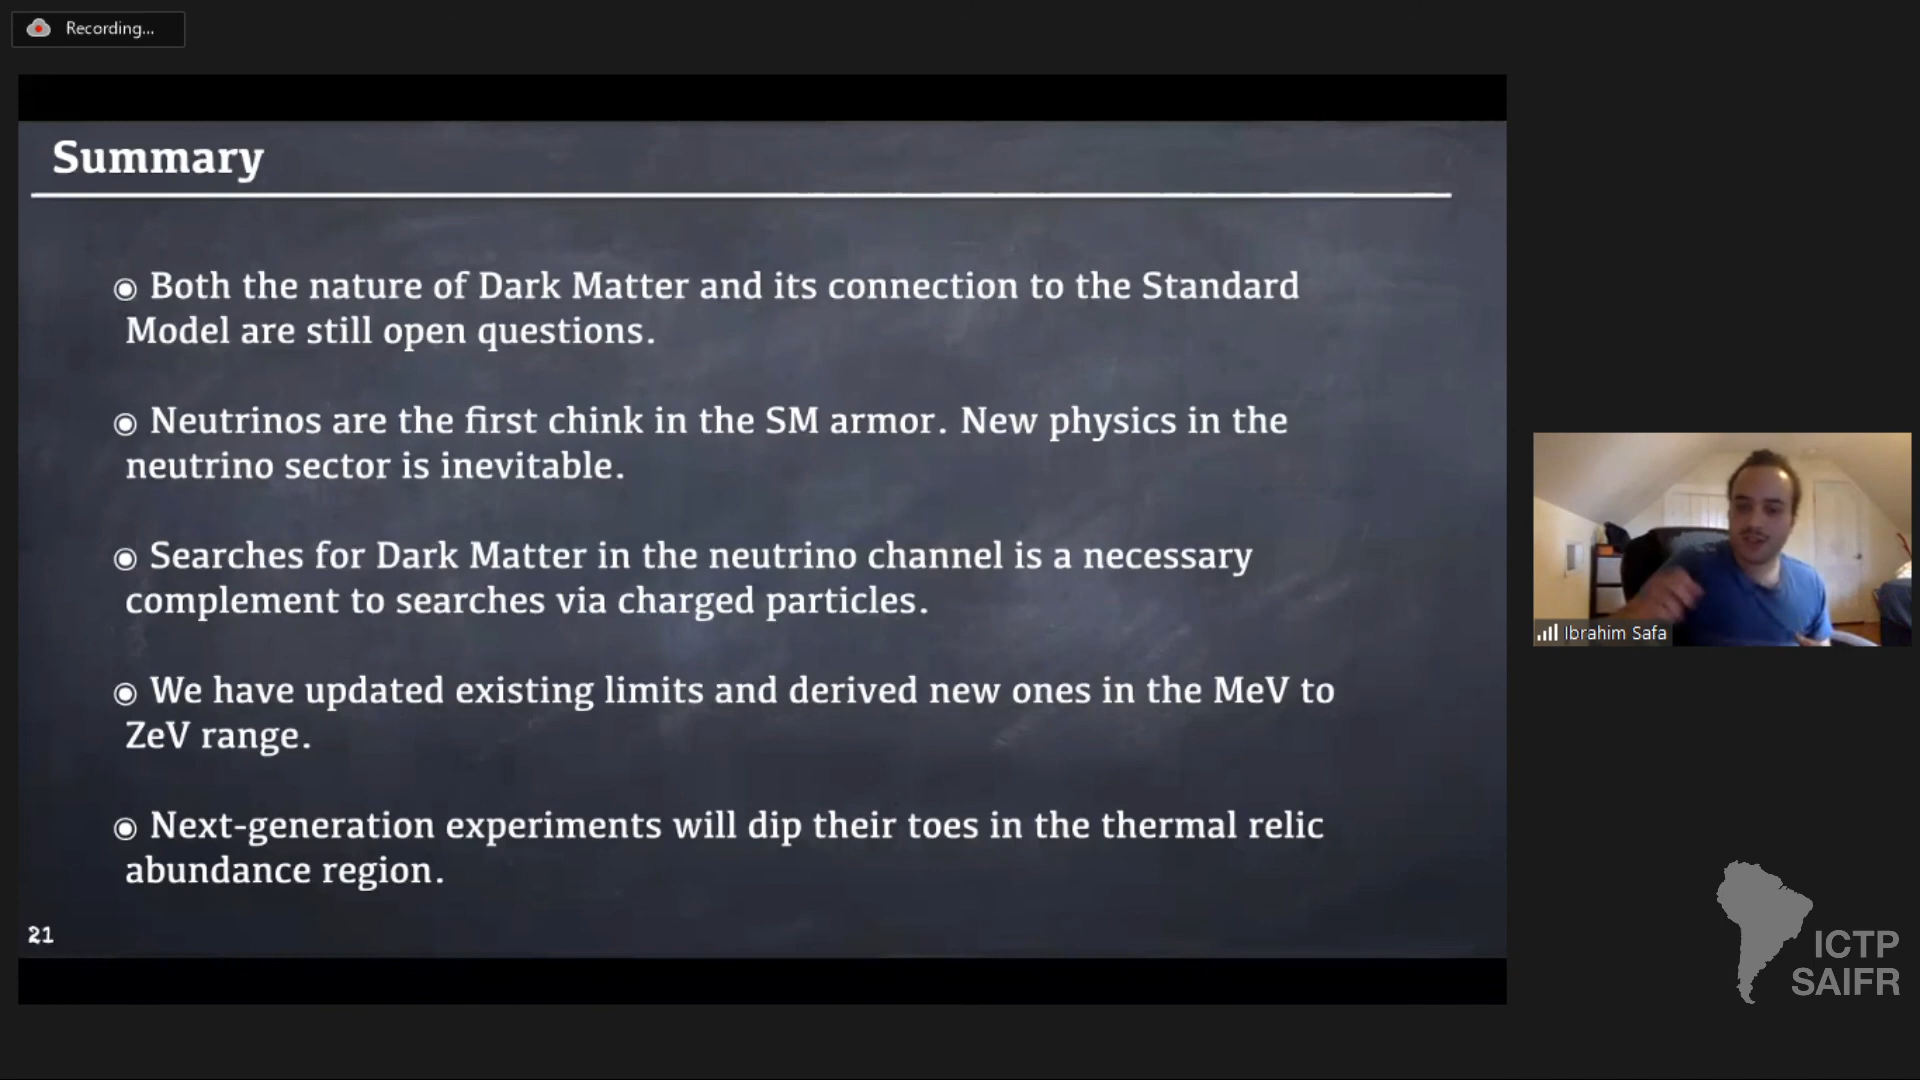 Recording...
Summary
◉ Both the nature of Dark Matter and its connection to the Standard
Model are still open questions.
◉ Neutrinos are the first chink in the SM armor. New physics in the
neutrino sector is inevitable.
◉ Searches for Dark Matter in the neutrino channel is a necessary
complement to searches via charged particles.
◉ We have updated existing limits and derived new ones in the MeV to
ZeV range.
◉ Next-generation experiments will dip their toes in the thermal relic
abundance region.
21
Ibrahim Safa
ICTP
SAIFR